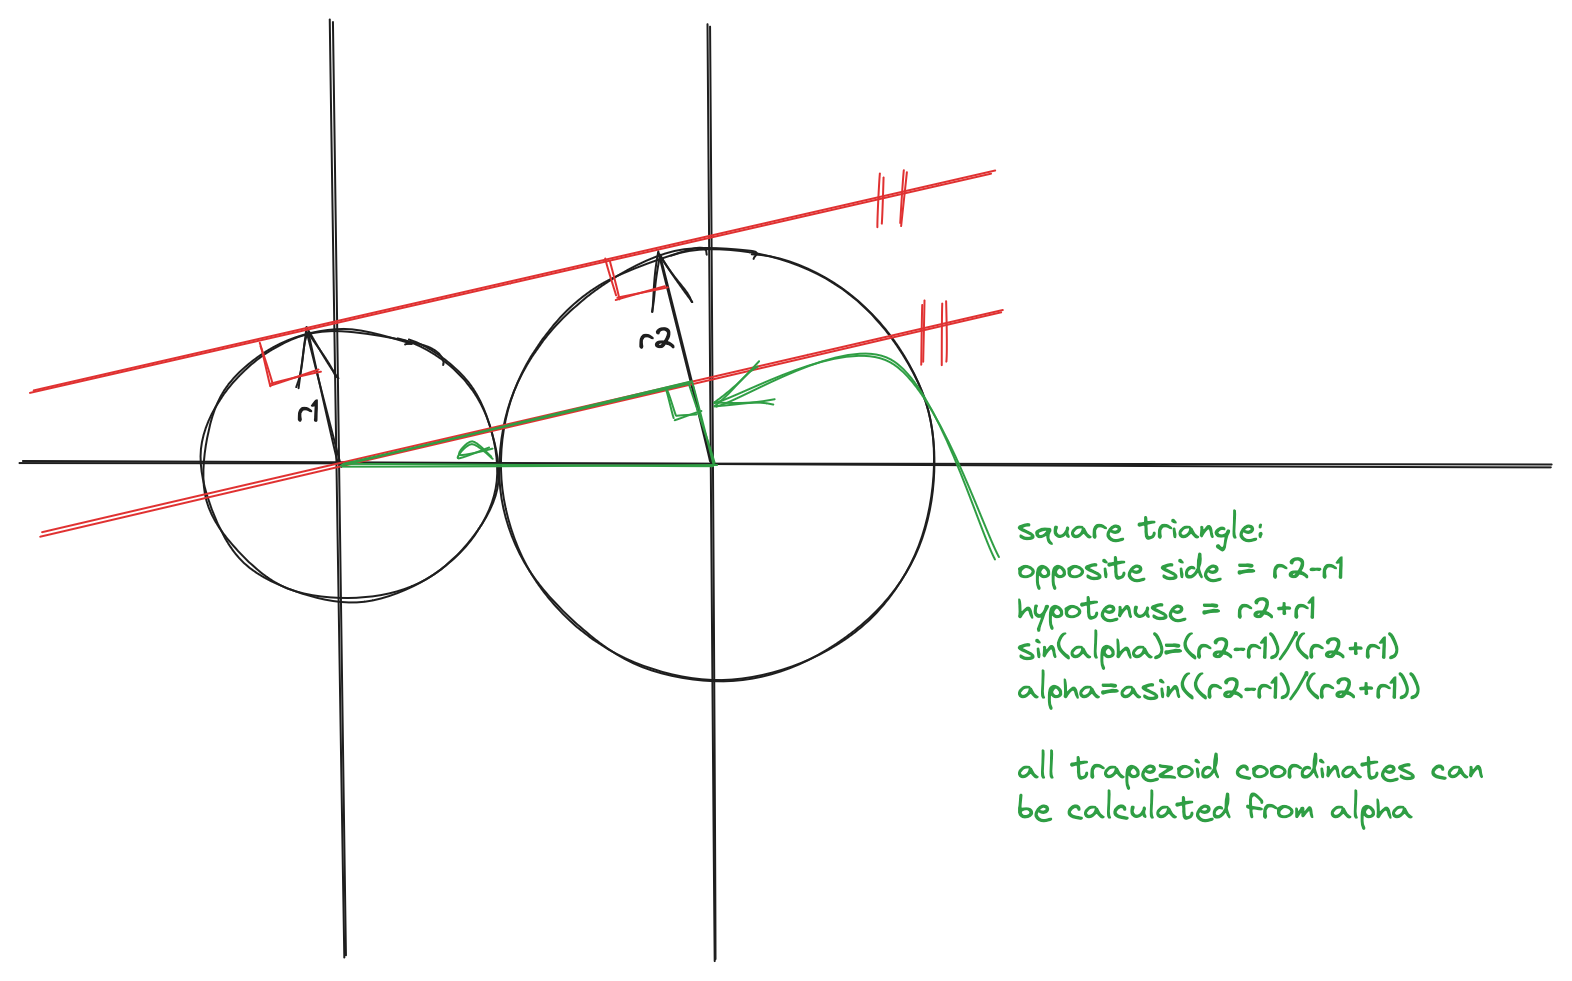 r1
r2
square triangle:
opposite side = r2-r1
hypotenuse = r2+r1
sin(alpha)=(r2-r1)/(r2+r1)
alpha=asin((r2-r1)/(r2+r1))
all trapezoid coordinates can
be calculated from alpha